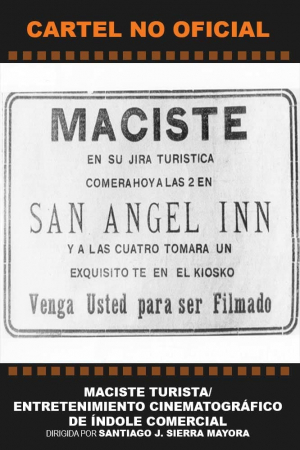 CARTEL NO OFICIAL
MACISTE
EN SU JIRA TURISTICA
COMERA HOY A LAS 2 EN
SAN ANGEL INN
Y A LAS CUATRO TOMARA UN
EXQUISITO TE EN EL KIOSKO
Venga Usted para ser Filmado
MACISTE TURISTA/
ENTRETENIMIENTO CINEMATOGRÁFICO
DE ÍNDOLE COMERCIAL
DIRIGIDA POR SANTIAGO J. SIERRA MAYORA